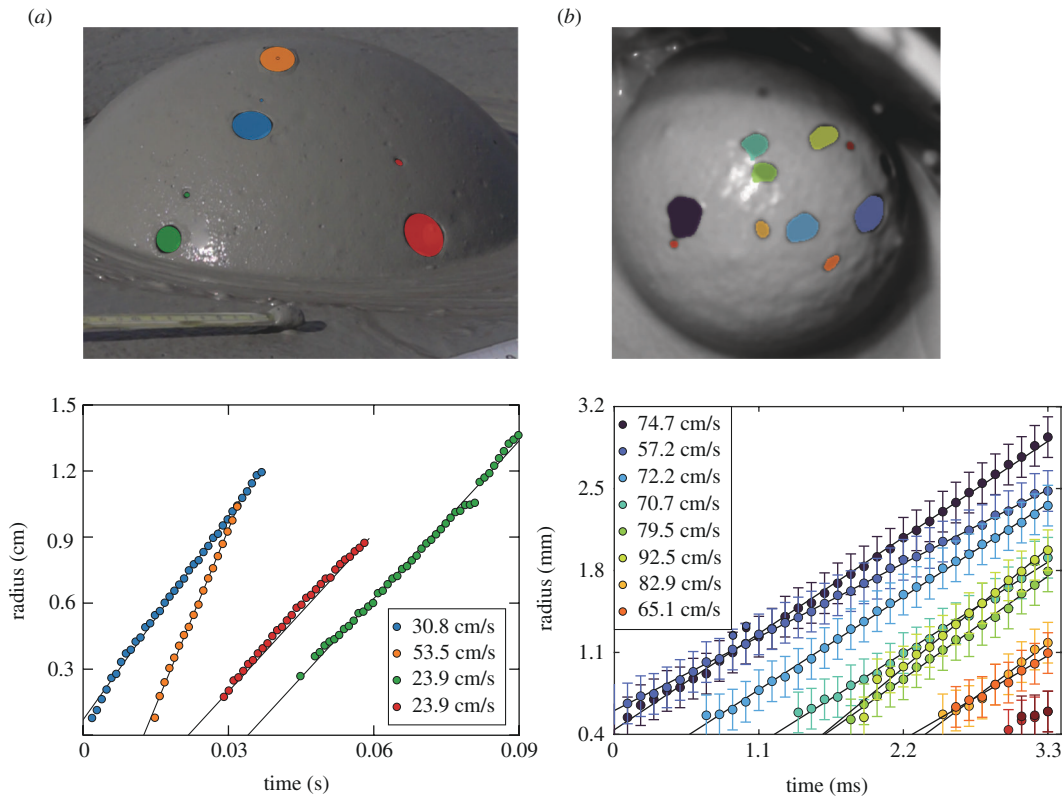 (a)
(b)
1.5
1.2
0.9
0.6
0.3
radius (cm)
0
0.03
0.06
0.09
time (s)
30.8 cm/s
53.5 cm/s
23.9 cm/s
23.9 cm/s
3.2
2.5
1.8
1.1
0.4
radius (mm)
0
1.1
2.2
3.3
time (ms)
74.7 cm/s
57.2 cm/s
72.2 cm/s
70.7 cm/s
79.5 cm/s
92.5 cm/s
82.9 cm/s
65.1 cm/s